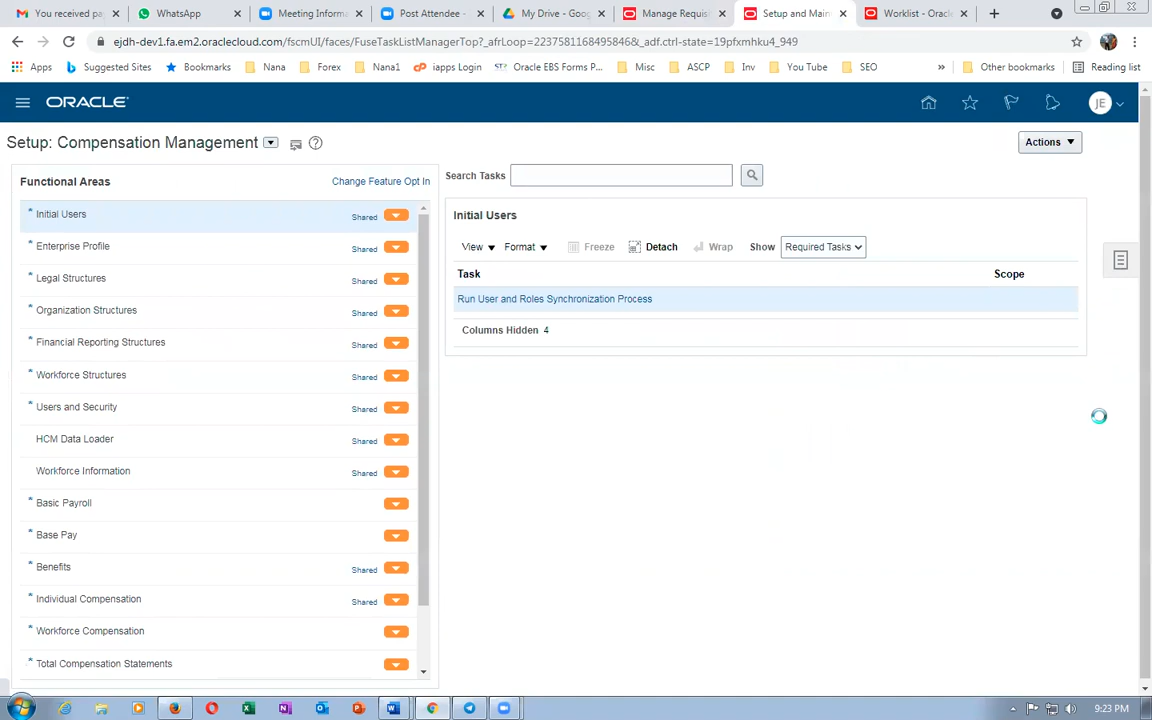 You received a pa
WhatsApp
Meeting Informa
Post Attendee -
My Drive - Goog
Manage Requis
Setup and Main
Worklist - Oracle
ejdh-dev1.fa.em2.oraclecloud.com/fscmUI/faces/FuseTaskListManagerTop?_afrLoop=2237581168495846&_adf.ctrl-state=19pfxmhku4_949
Apps
Suggested Sites
Bookmarks
Nana
Forex
Nana1
iapps Login
Oracle EBS Forms P...
Misc
ASCP
Inv
You Tube
SEO
»
Other bookmarks
Reading list
ORACLE
JE
Setup: Compensation Management
Actions
Functional Areas
Change Feature Opt In
Search Tasks
* Initial Users Shared
* Enterprise Profile Shared
* Legal Structures Shared
* Organization Structures Shared
* Financial Reporting Structures Shared
* Workforce Structures Shared
* Users and Security Shared
HCM Data Loader Shared
Workforce Information Shared
* Basic Payroll
* Base Pay
* Benefits Shared
* Individual Compensation Shared
* Workforce Compensation
* Total Compensation Statements
Initial Users
View Format Freeze Detach Wrap Show Required Tasks
Task Scope
Run User and Roles Synchronization Process
Columns Hidden 4
9:23 PM